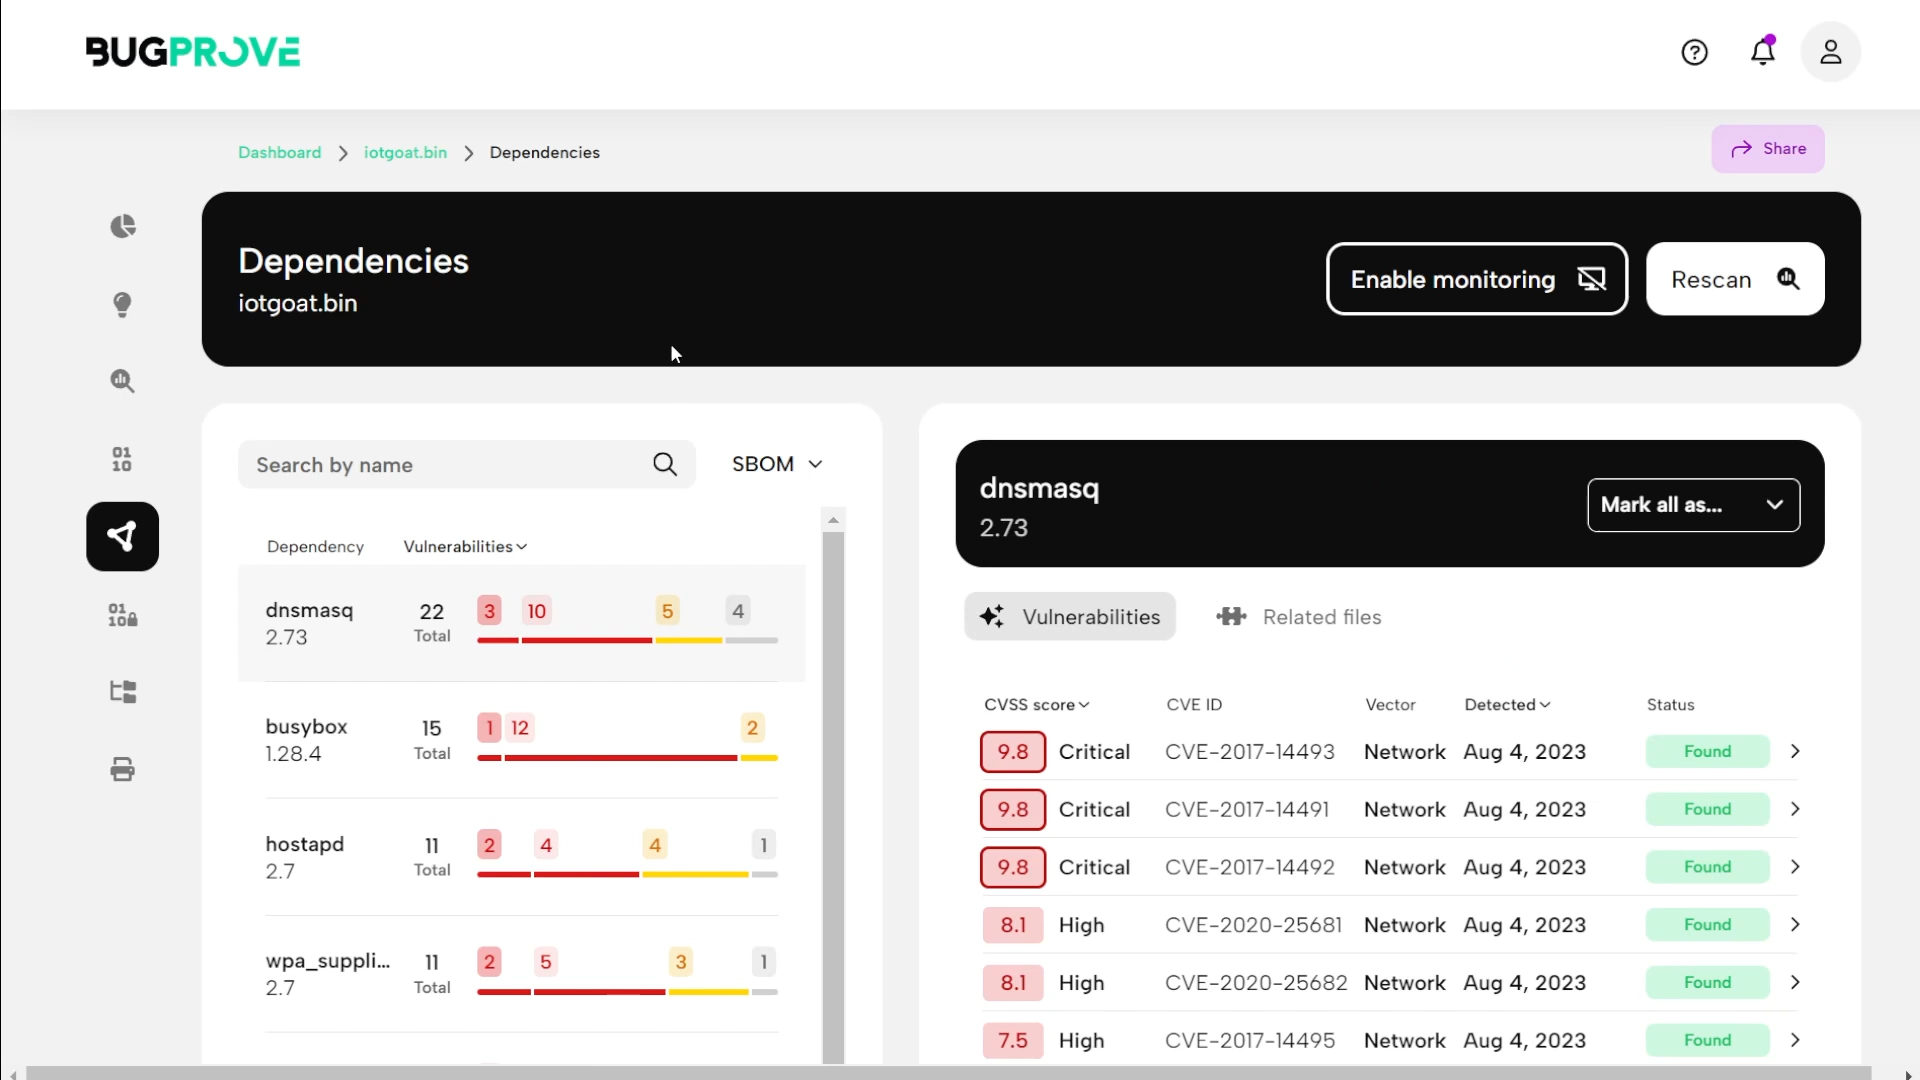 BUGPROVE
Dashboard > iotgoat.bin > Dependencies
Share
Dependencies
iotgoat.bin
Enable monitoring
Rescan
Search by name
SBOM
Dependency Vulnerabilities
dnsmasq 22 3 10 5 4
2.73 Total
busybox 15 1 12 2
1.28.4 Total
hostapd 11 2 4 4 1
2.7 Total
wpa_suppli... 11 2 5 3 1
2.7 Total
dnsmasq
2.73
Mark all as...
Vulnerabilities Related files
CVSS score CVE ID Vector Detected Status
9.8 Critical CVE-2017-14493 Network Aug 4, 2023 Found
9.8 Critical CVE-2017-14491 Network Aug 4, 2023 Found
9.8 Critical CVE-2017-14492 Network Aug 4, 2023 Found
8.1 High CVE-2020-25681 Network Aug 4, 2023 Found
8.1 High CVE-2020-25682 Network Aug 4, 2023 Found
7.5 High CVE-2017-14495 Network Aug 4, 2023 Found